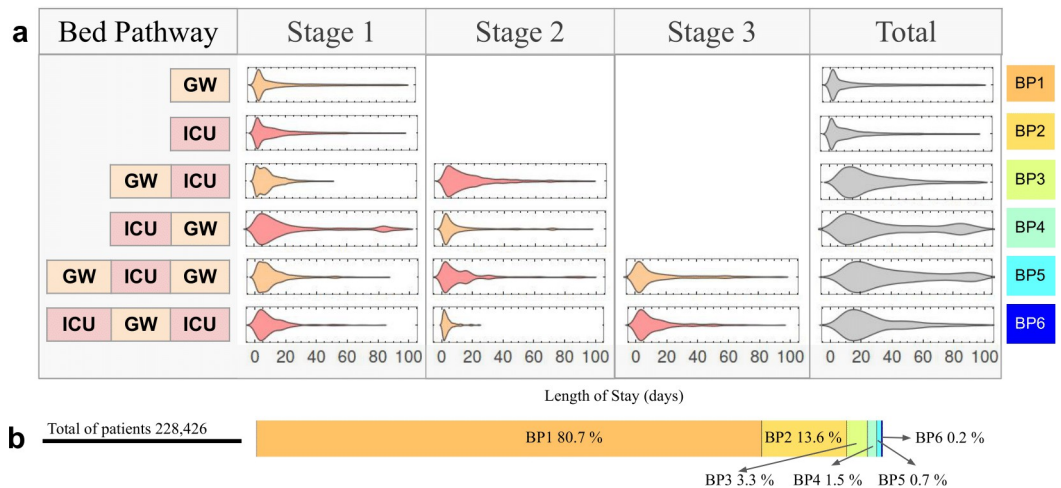 a
Bed Pathway Stage 1 Stage 2 Stage 3 Total
GW BP1
ICU BP2
GW ICU BP3
ICU GW BP4
GW ICU GW BP5
ICU GW ICU BP6
0 20 40 60 80 100 0 20 40 60 80 100 0 20 40 60 80 100 0 20 40 60 80 100
Length of Stay (days)
b
Total of patients 228,426
BP1 80.7 % BP2 13.6 % BP6 0.2 %
BP3 3.3 % BP4 1.5 % BP5 0.7 %